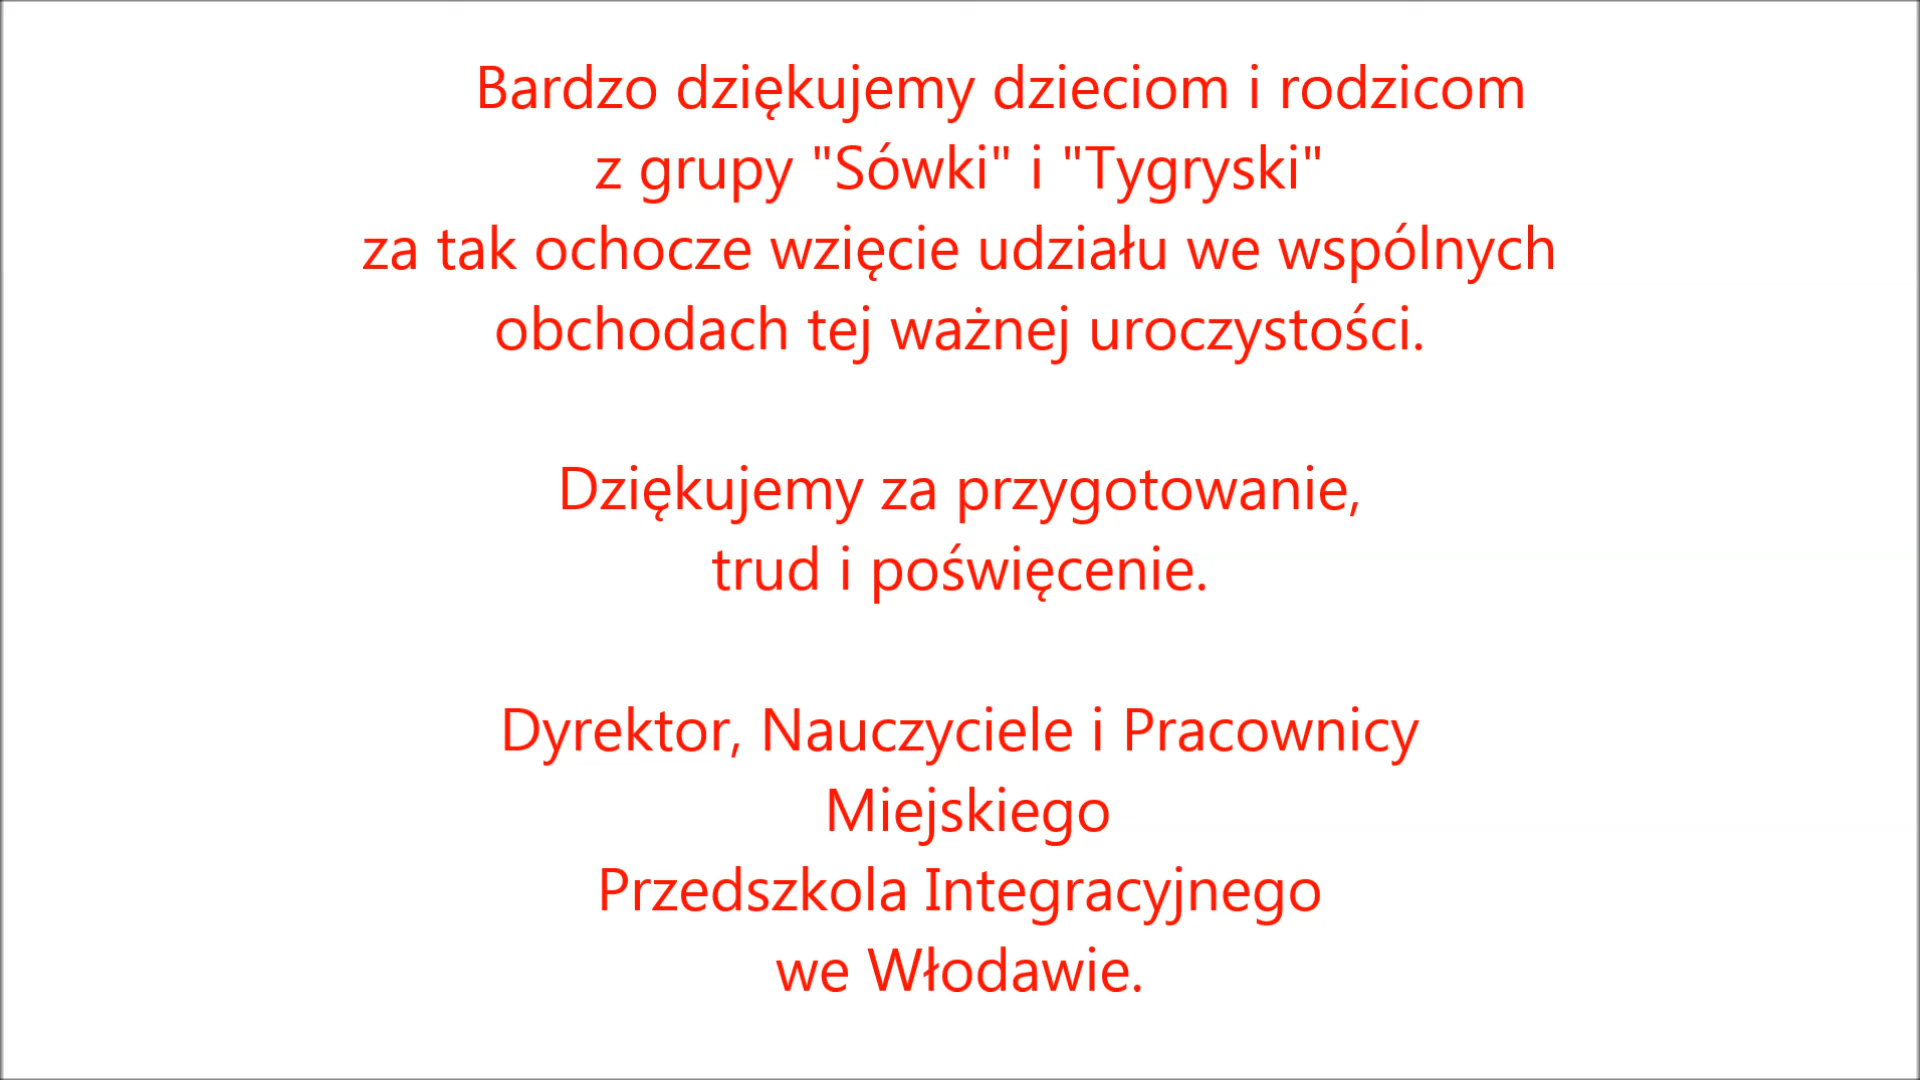 Bardzo dziękujemy dzieciom i rodzicom
z grupy "Sówki" i "Tygryski"
za tak ochocze wzięcie udziału we wspólnych
obchodach tej ważnej uroczystości.
Dziękujemy za przygotowanie,
trud i poświęcenie.
Dyrektor, Nauczyciele i Pracownicy
Miejskiego
Przedszkola Integracyjnego
we Włodawie.